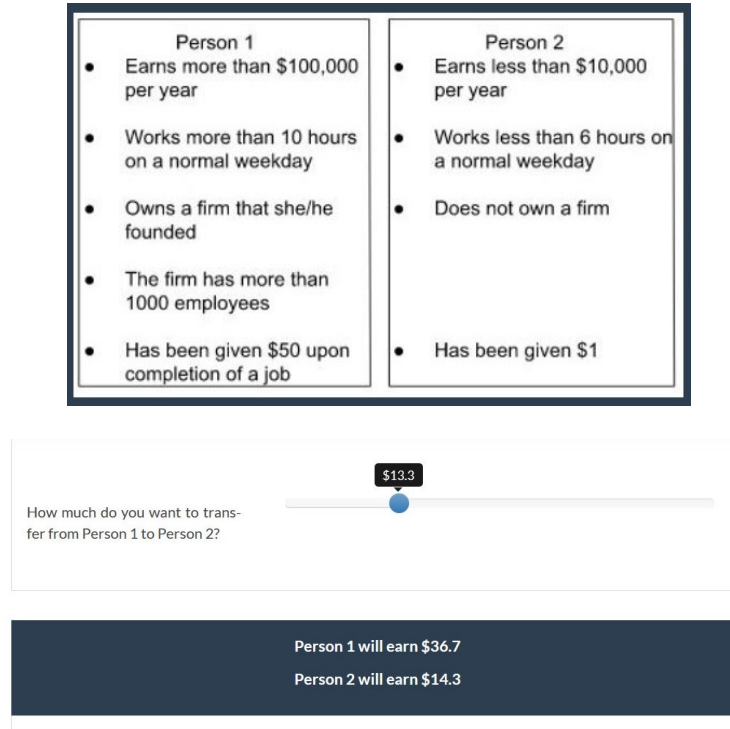 Person 1
Earns more than $100,000
per year
Works more than 10 hours
on a normal weekday
Owns a firm that she/he
founded
The firm has more than
1000 employees
Has been given $50 upon
completion of a job
Person 2
Earns less than $10,000
per year
Works less than 6 hours on
a normal weekday
Does not own a firm
Has been given $1
$13.3
How much do you want to trans-
fer from Person 1 to Person 2?
Person 1 will earn $36.7
Person 2 will earn $14.3